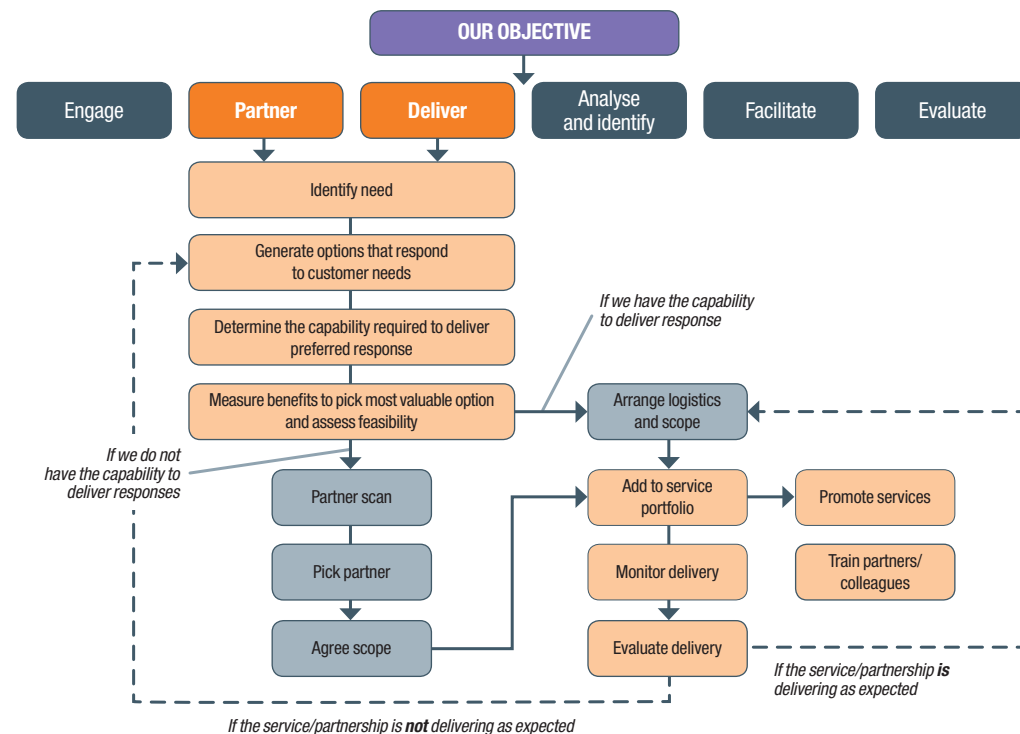 OUR OBJECTIVE
Engage
Partner
Deliver
Analyse
and identify
Facilitate
Evaluate
Identify need
Generate options that respond
to customer needs
Determine the capability required to deliver
preferred response
If we have the capability
to deliver response
Measure benefits to pick most valuable option
and assess feasibility
Arrange logistics
and scope
If we do not
have the capability to
deliver responses
Partner scan
Add to service
portfolio
Promote services
Pick partner
Monitor delivery
Train partners/
colleagues
Agree scope
Evaluate delivery
If the service/partnership is
delivering as expected
If the service/partnership is not delivering as expected